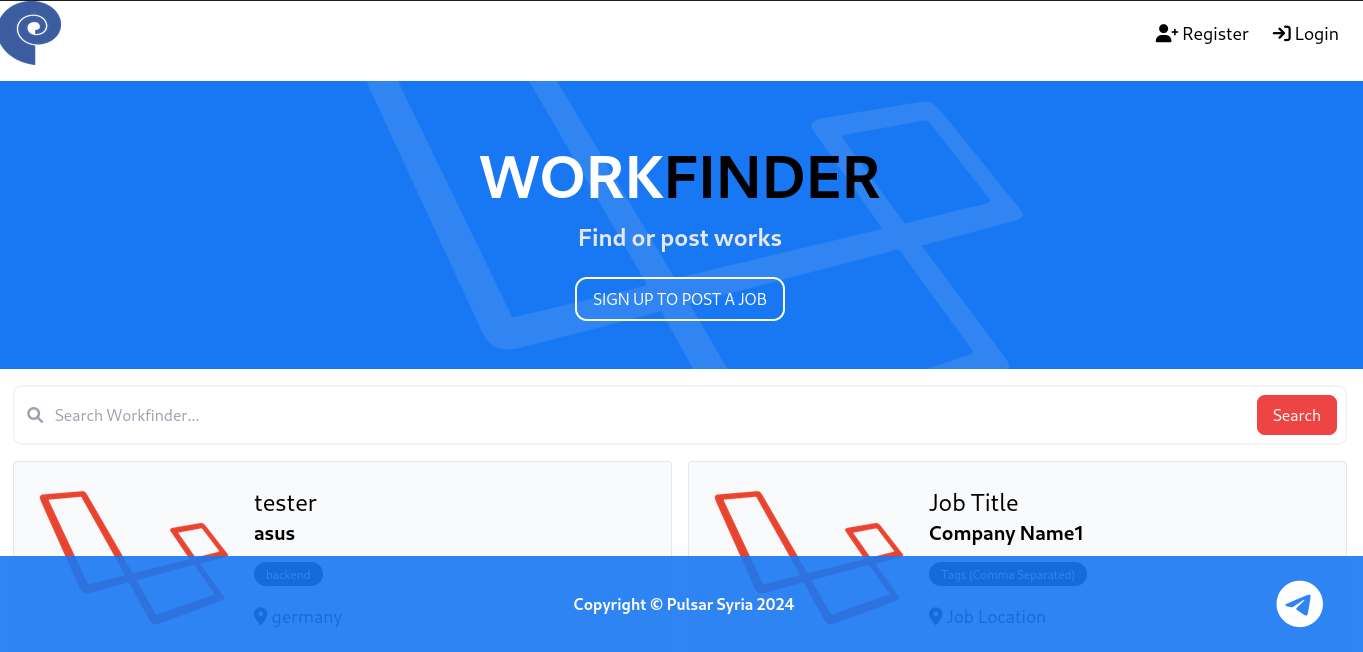 Register
Login
WORKFINDER
Find or post works
SIGN UP TO POST A JOB
Search Workfinder...
Search
tester
asus
backend
germany
Job Title
Company Name1
Tags (Comma Separated)
Job Location
Copyright © Pulsar Syria 2024